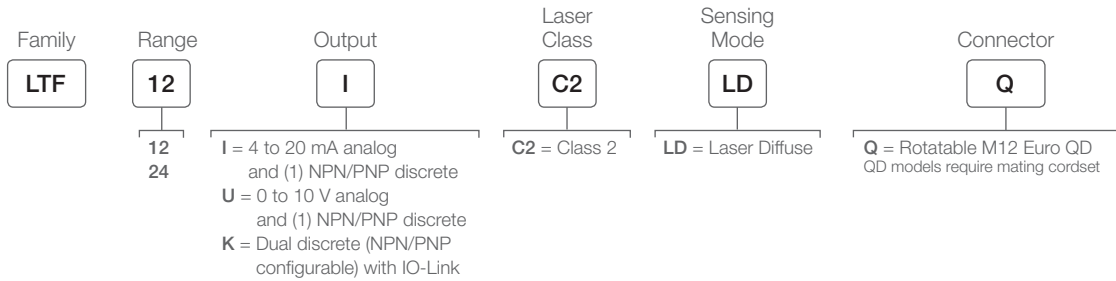 Family
Range
Output
Laser
Class
Sensing
Mode
Connector
LTF
12
I
C2
LD
Q
12
24
I = 4 to 20 mA analog
and (1) NPN/PNP discrete
U = 0 to 10 V analog
and (1) NPN/PNP discrete
K = Dual discrete (NPN/PNP
configurable) with IO-Link
C2 = Class 2
LD = Laser Diffuse
Q = Rotatable M12 Euro QD
QD models require mating cordset